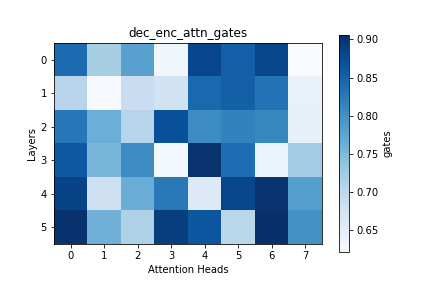 dec_enc_attn_gates
0
1
2
3
4
5
Layers
0 1 2 3 4 5 6 7
Attention Heads
0.90
0.85
0.80
0.75
0.70
0.65
gates